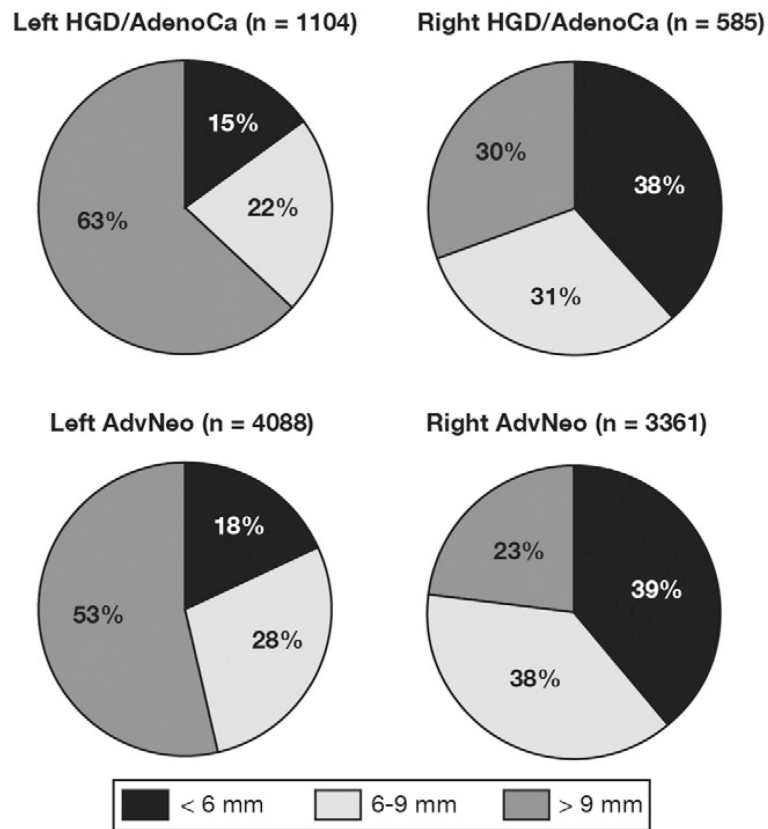 Left HGD/AdenoCa (n = 1104)
Right HGD/AdenoCa (n = 585)
15%
22%
63%
38%
31%
30%
Left AdvNeo (n = 4088)
Right AdvNeo (n = 3361)
18%
28%
53%
39%
38%
23%
< 6 mm
6-9 mm
> 9 mm